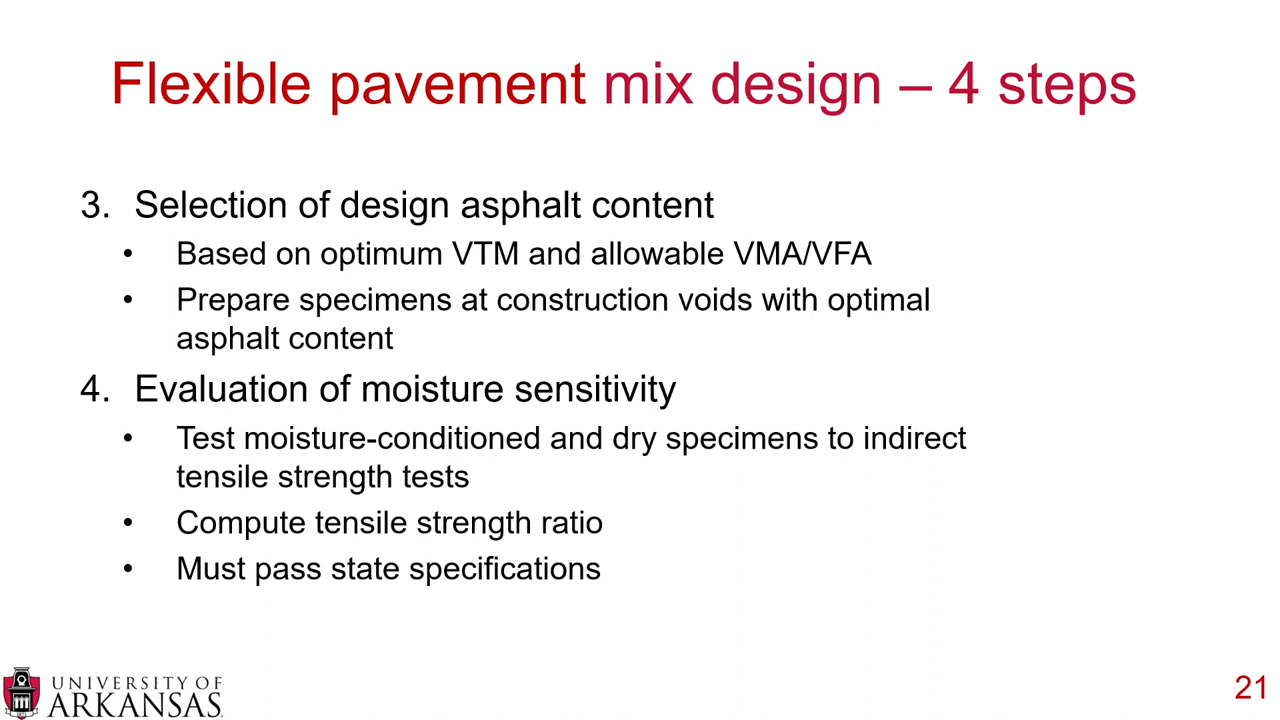 Flexible pavement mix design – 4 steps
3. Selection of design asphalt content
• Based on optimum VTM and allowable VMA/VFA
• Prepare specimens at construction voids with optimal
asphalt content
4. Evaluation of moisture sensitivity
• Test moisture-conditioned and dry specimens to indirect
tensile strength tests
• Compute tensile strength ratio
• Must pass state specifications
UNIVERSITY OF
ARKANSAS
21